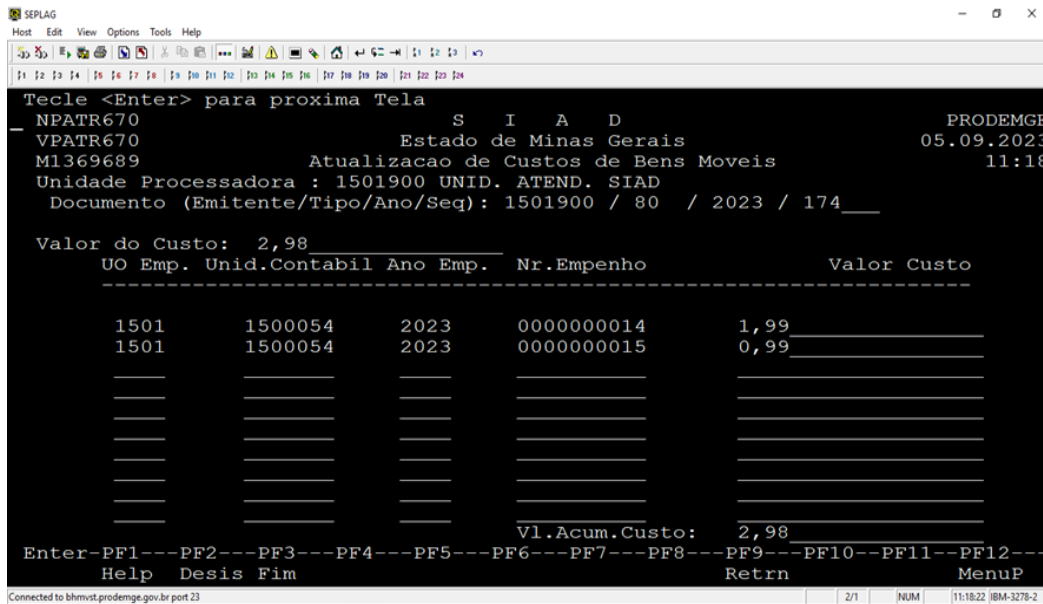 SEPLAG
Host Edit View Options Tools Help
Tecle <Enter> para proxima Tela
NPATR670 S I A D PRODEMGE
VPATR670 Estado de Minas Gerais 05.09.2023
M1369689 Atualizacao de Custos de Bens Moveis 11:18
Unidade Processadora : 1501900 UNID. ATEND. SIAD
Documento (Emitente/Tipo/Ano/Seq): 1501900 / 80 / 2023 / 174___
Valor do Custo: 2,98
UO Emp. Unid.Contabil Ano Emp. Nr.Empenho Valor Custo
1501 1500054 2023 0000000014 1,99
1501 1500054 2023 0000000015 0,99
Vl.Acum.Custo: 2,98
Enter-PF1---PF2---PF3---PF4---PF5---PF6---PF7---PF8---PF9---PF10--PF11--PF12---
Help Desis Fim Retrn MenuP
Connected to bhmvst.prodemge.gov.br port 23 2/1 NUM 11:18:22 IBM-3278-2